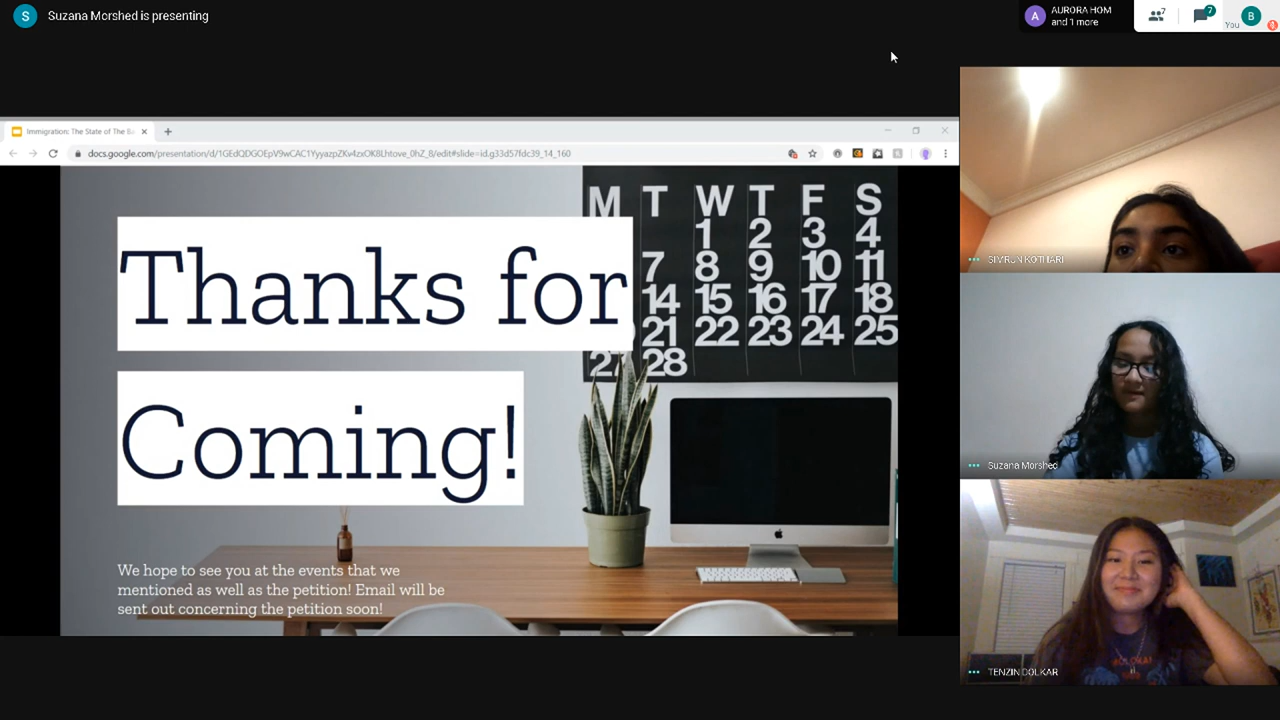 S Suzana Morshed is presenting
A AURORA HOM
and 1 more
7
7
You B
Immigration: The State of The Ba
docs.google.com/presentation/d/1GEdQDGOEpV9wCAC1YyyazpZKv4zxOK8Lhtove_0hZ_8/edit#slide=id.g33d57fdc39_14_160
M T W T F S
1 2 3 4
7 8 9 10 11
14 15 16 17 18
21 22 23 24 25
27 28
Thanks for
Coming!
We hope to see you at the events that we
mentioned as well as the petition! Email will be
sent out concerning the petition soon!
SIMRUN KOTHARI
Suzana Morshed
TENZIN DOLKAR